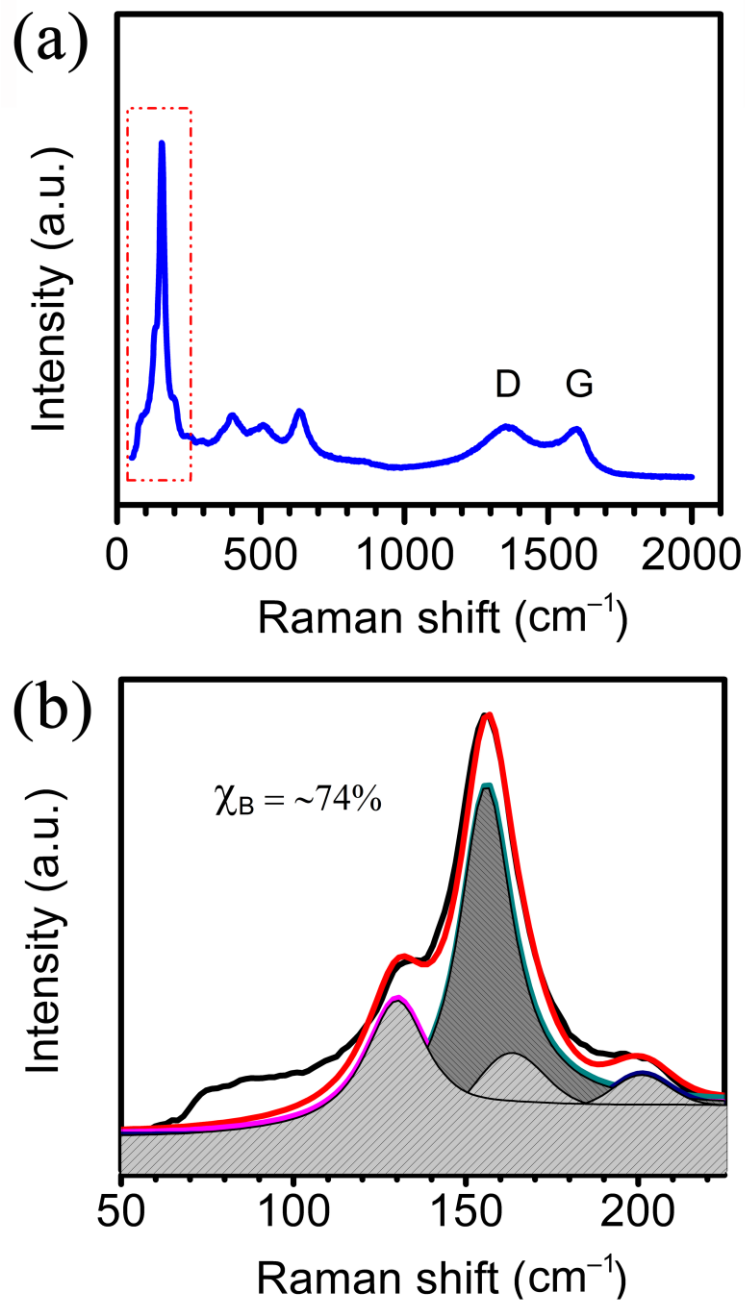 (a)
Intensity (a.u.)
D G
0 500 1000 1500 2000
Raman shift (cm⁻¹)
(b)
χB = ~74%
Intensity (a.u.)
50 100 150 200
Raman shift (cm⁻¹)